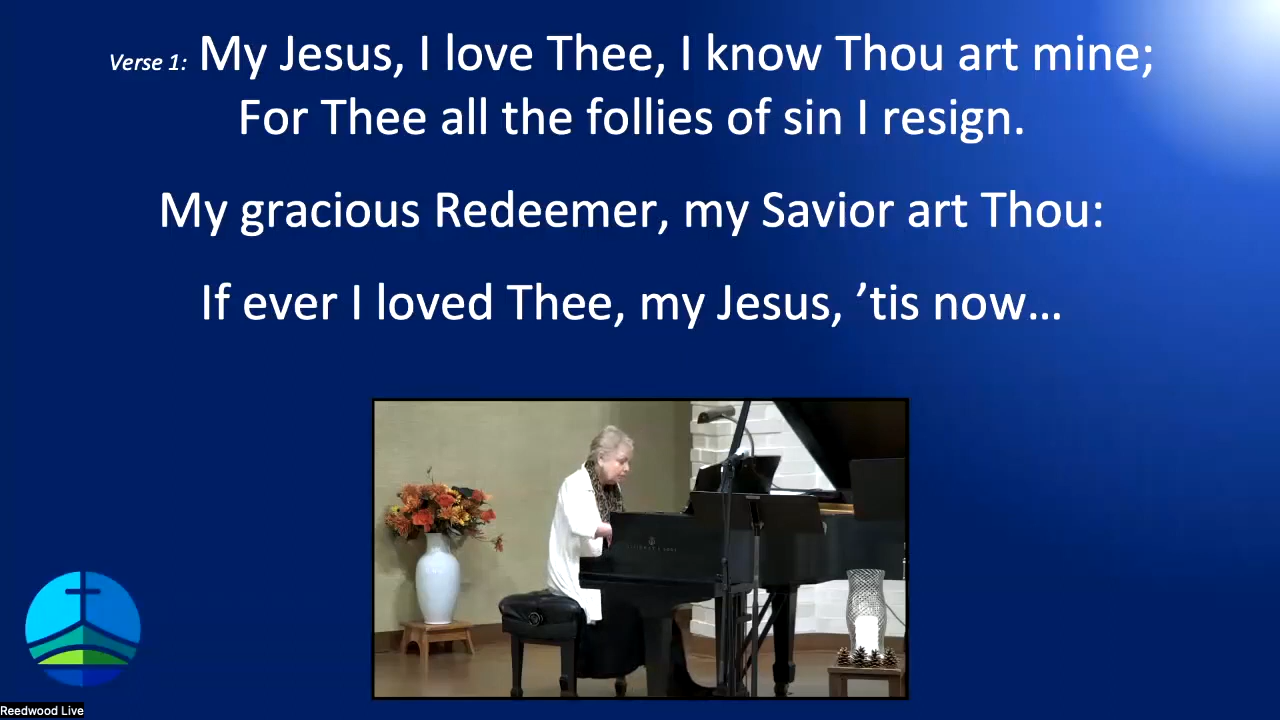 Verse 1: My Jesus, I love Thee, I know Thou art mine;
For Thee all the follies of sin I resign.
My gracious Redeemer, my Savior art Thou:
If ever I loved Thee, my Jesus, ’tis now…
Reedwood Live